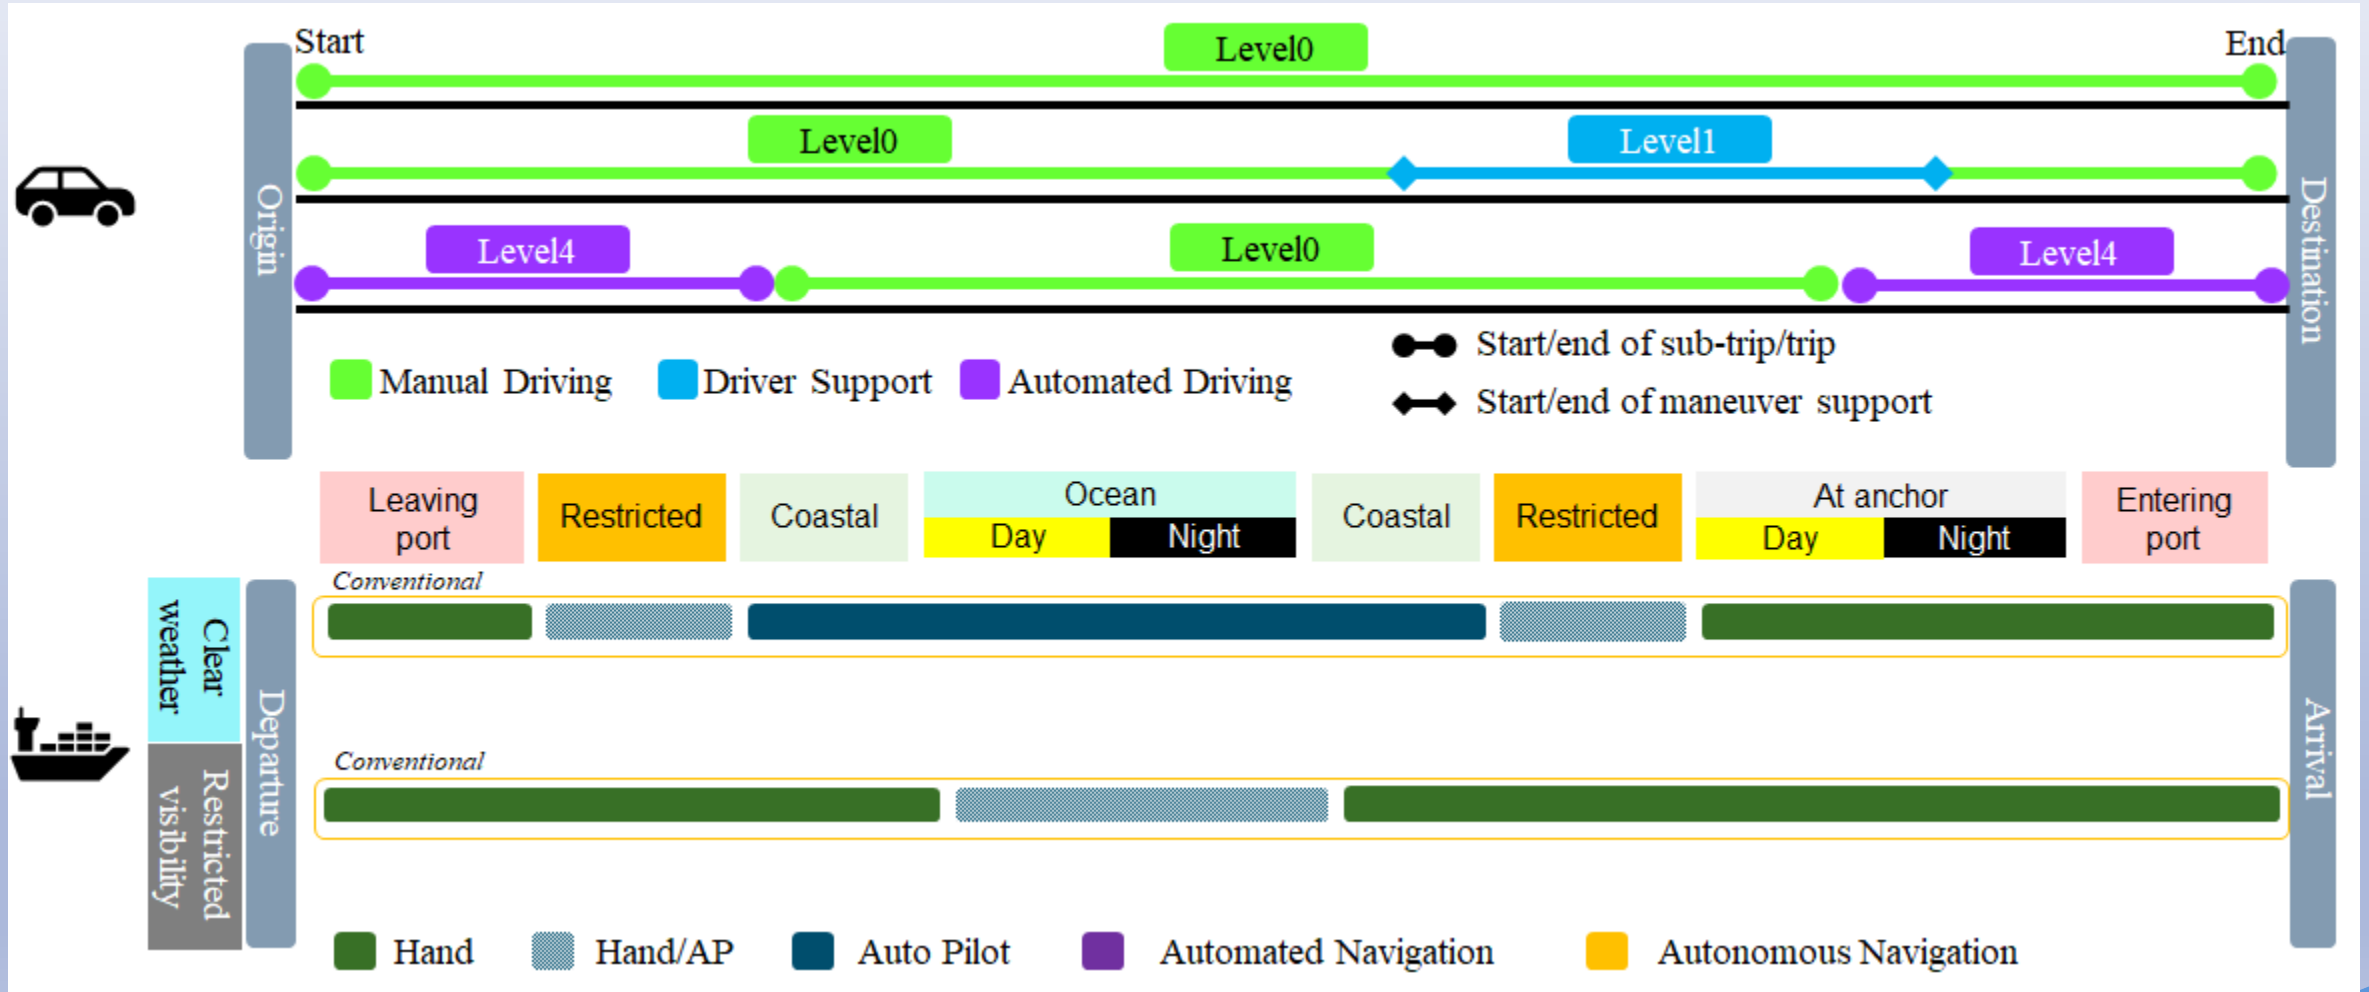 Start
Level0
End
Level0
Level1
Origin
Destination
Level4
Level0
Level4
Start/end of sub-trip/trip
Manual Driving
Driver Support
Automated Driving
Start/end of maneuver support
Leaving
port
Restricted
Coastal
Ocean
Day
Night
Coastal
Restricted
At anchor
Day
Night
Entering
port
Clear
weather
Departure
Conventional
Arrival
Restricted
visibility
Conventional
Hand
Hand/AP
Auto Pilot
Automated Navigation
Autonomous Navigation